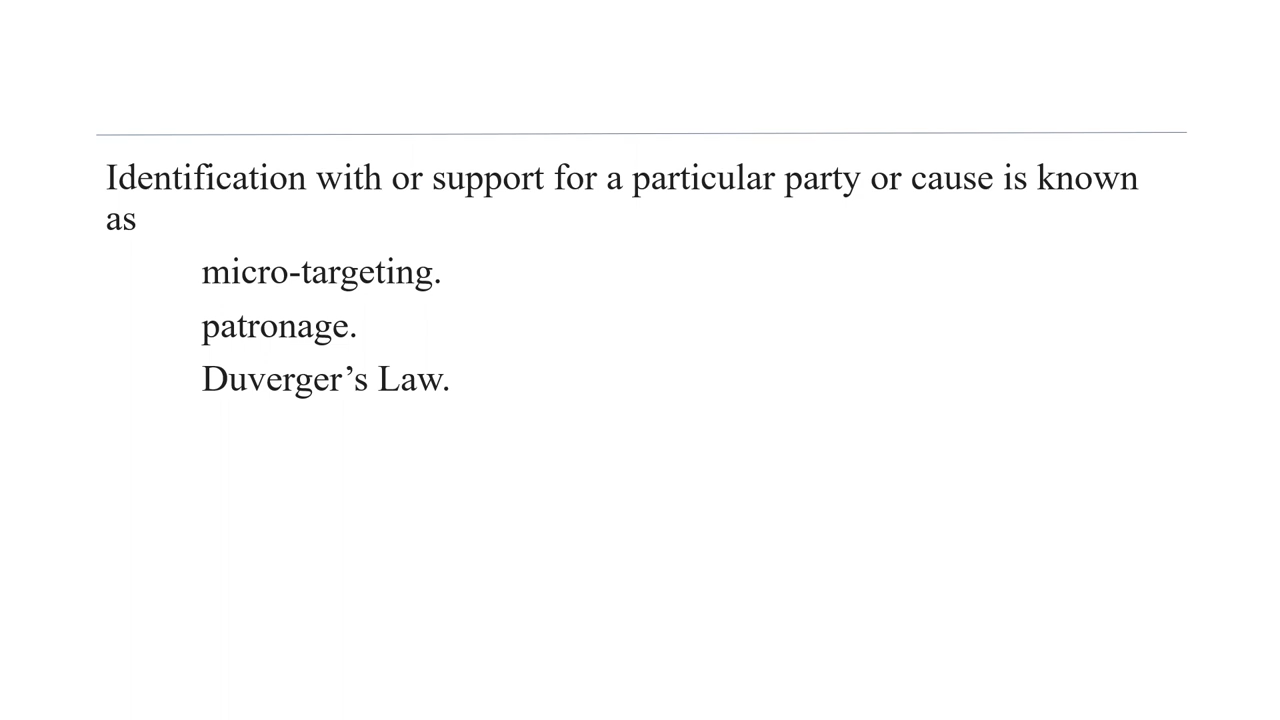 Identification with or support for a particular party or cause is known
as
micro-targeting.
patronage.
Duverger’s Law.